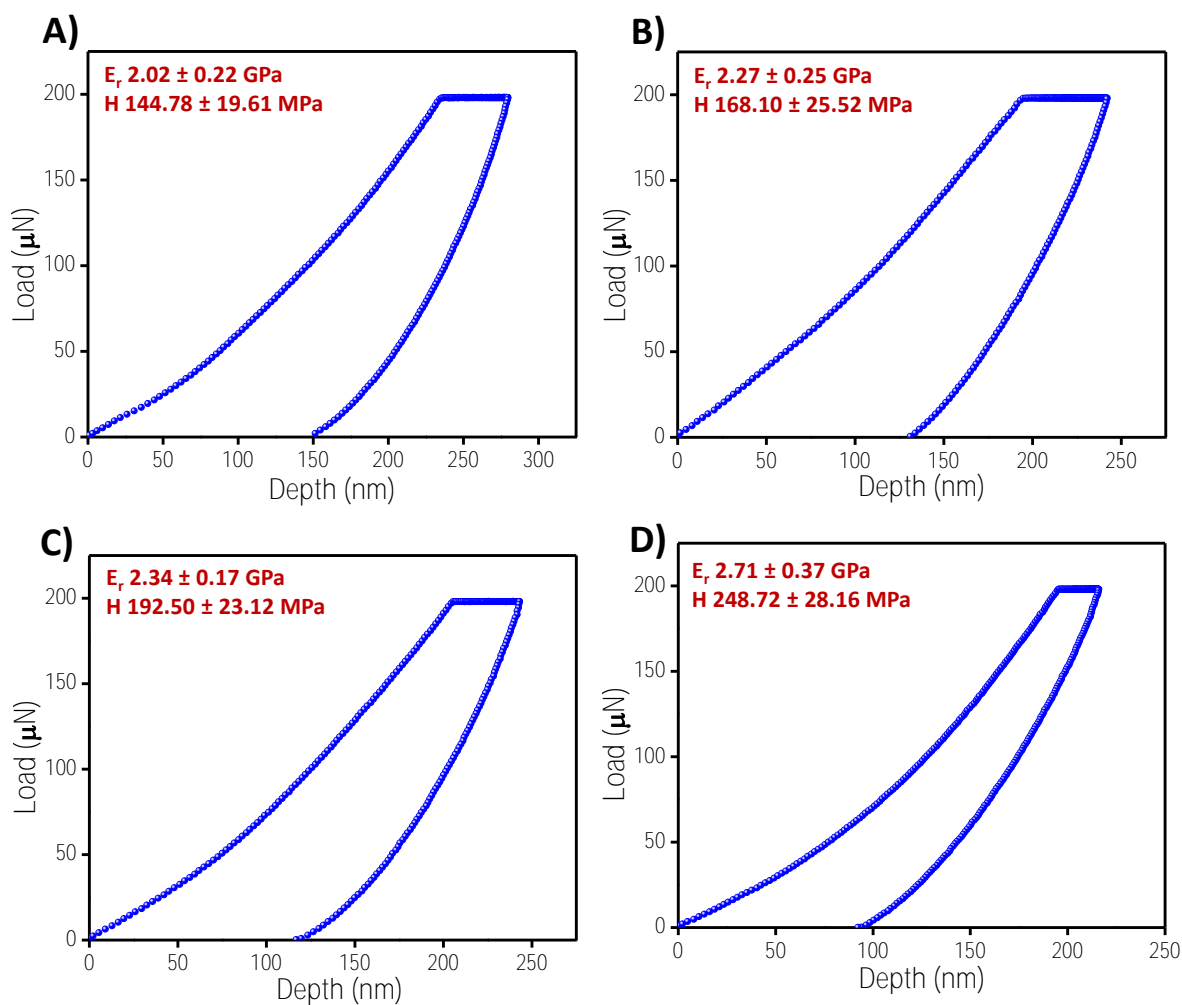 A)
E_r 2.02 ± 0.22 GPa
H 144.78 ± 19.61 MPa
200
150
100
50
0
Load (μN)
0 50 100 150 200 250 300
Depth (nm)
B)
E_r 2.27 ± 0.25 GPa
H 168.10 ± 25.52 MPa
200
150
100
50
0
Load (μN)
0 50 100 150 200 250
Depth (nm)
C)
E_r 2.34 ± 0.17 GPa
H 192.50 ± 23.12 MPa
200
150
100
50
0
Load (μN)
0 50 100 150 200 250
Depth (nm)
D)
E_r 2.71 ± 0.37 GPa
H 248.72 ± 28.16 MPa
200
150
100
50
0
Load (μN)
0 50 100 150 200 250
Depth (nm)